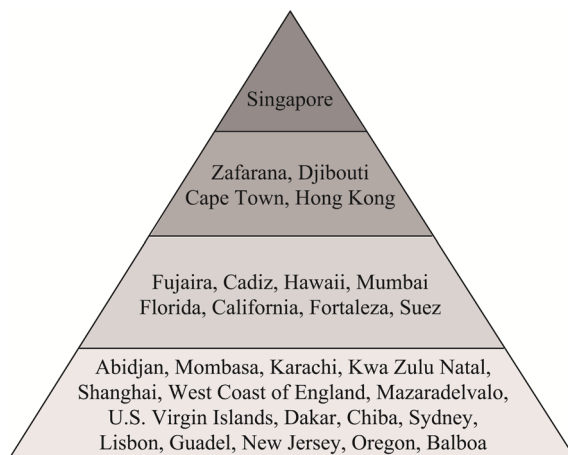 Singapore
Zafarana, Djibouti
Cape Town, Hong Kong
Fujaira, Cadiz, Hawaii, Mumbai
Florida, California, Fortaleza, Suez
Abidjan, Mombasa, Karachi, Kwa Zulu Natal,
Shanghai, West Coast of England, Mazaradelvalo,
U.S. Virgin Islands, Dakar, Chiba, Sydney,
Lisbon, Guadel, New Jersey, Oregon, Balboa